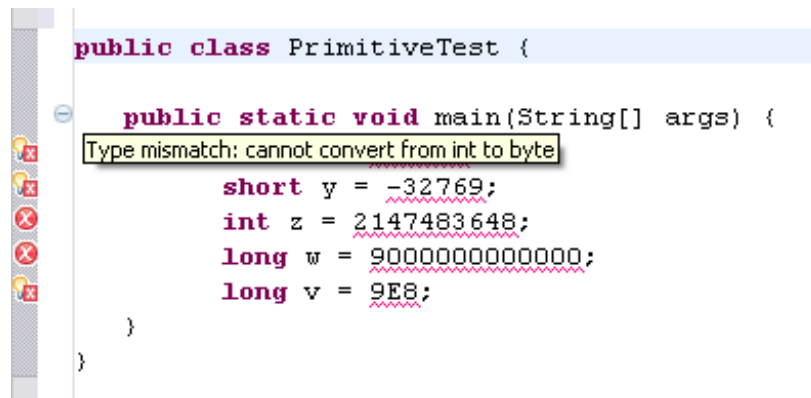 public class PrimitiveTest {
public static void main(String[] args) {
Type mismatch: cannot convert from int to byte
short y = -32769;
int z = 2147483648;
long w = 9000000000000;
long v = 9E8;
}
}